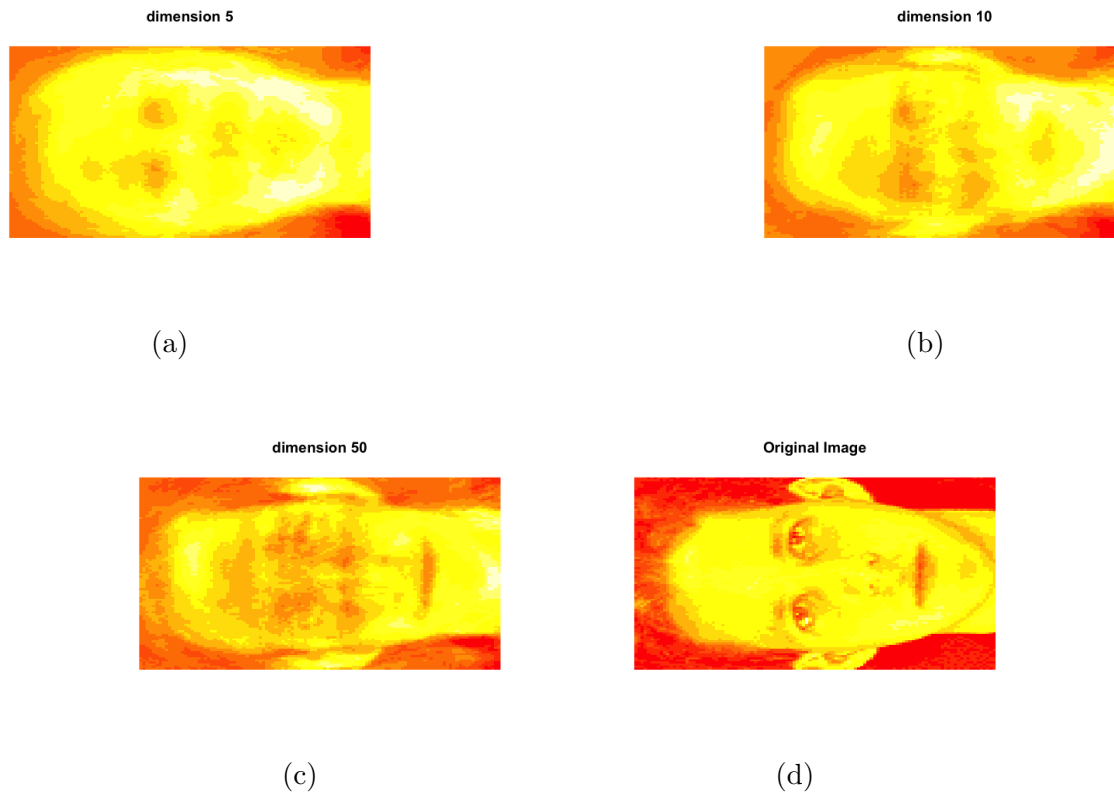 dimension 5
dimension 10
(a)
(b)
dimension 50
Original Image
(c)
(d)